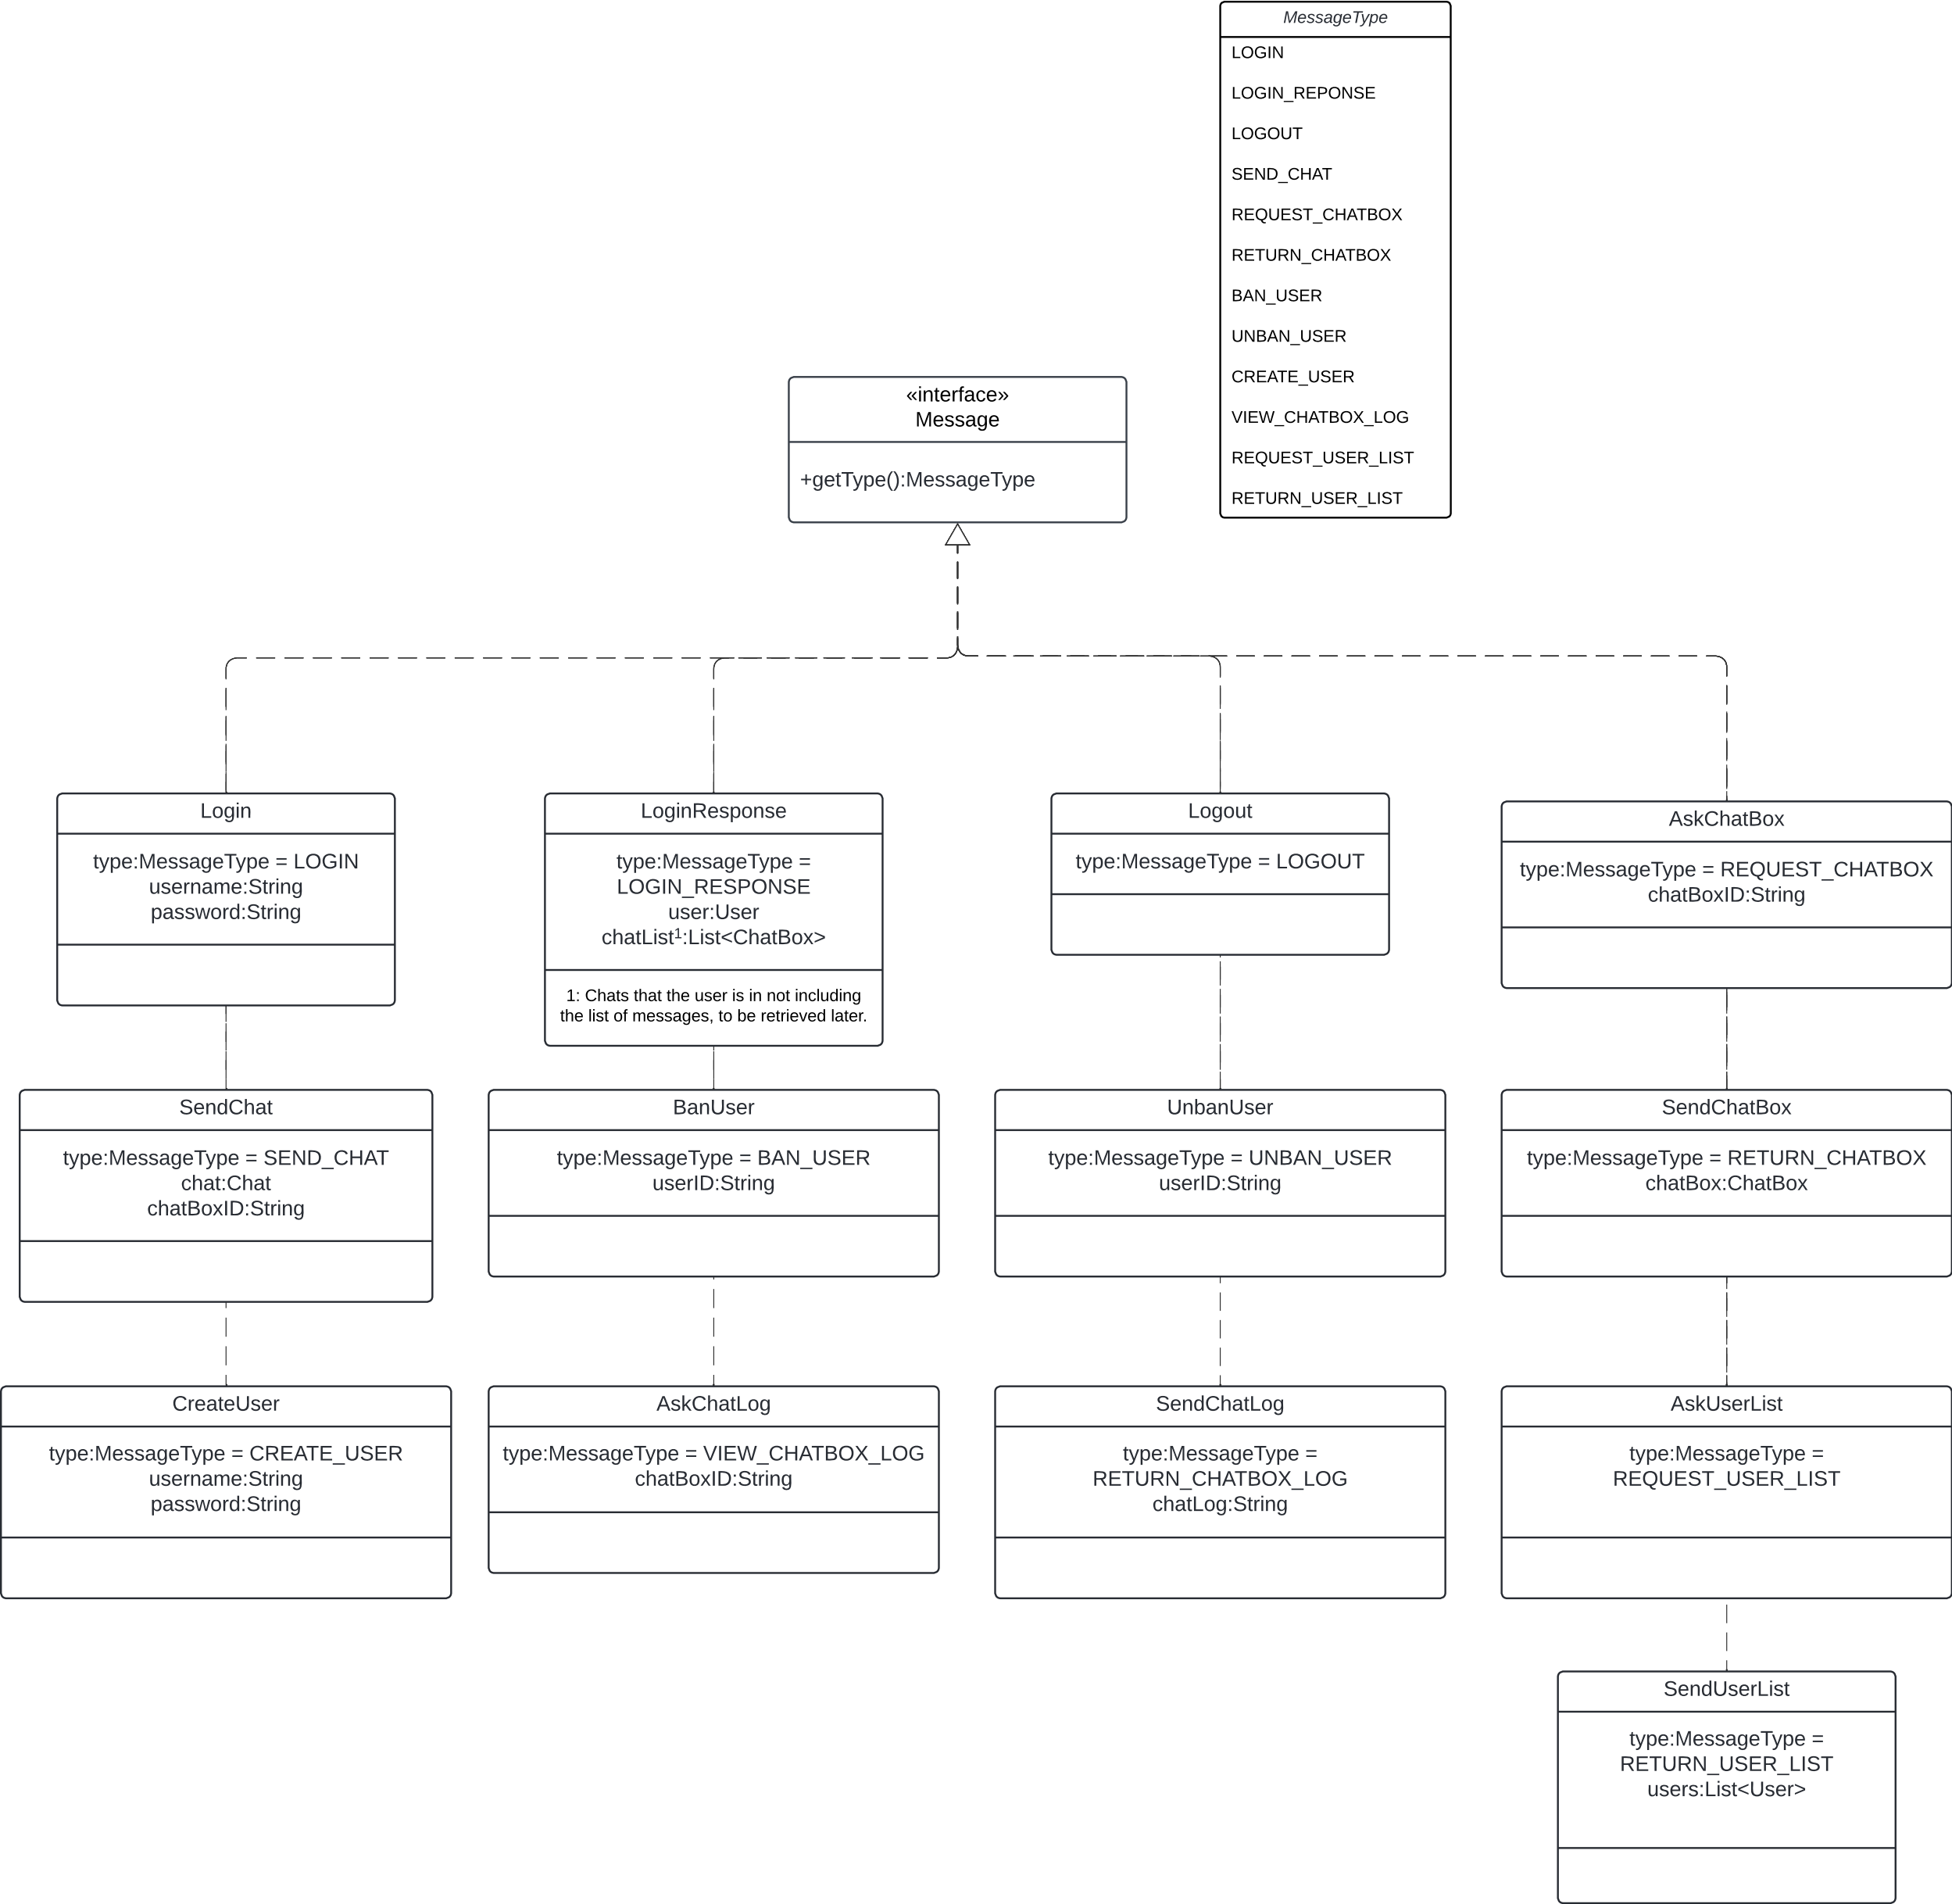 MessageType
LOGIN
LOGIN_REPONSE
LOGOUT
SEND_CHAT
REQUEST_CHATBOX
RETURN_CHATBOX
BAN_USER
UNBAN_USER
CREATE_USER
VIEW_CHATBOX_LOG
REQUEST_USER_LIST
RETURN_USER_LIST
«interface»
Message
+getType():MessageType
Login
type:MessageType = LOGIN
username:String
password:String
LoginResponse
type:MessageType =
LOGIN_RESPONSE
user:User
chatList¹:List<ChatBox>
1: Chats that the user is in not including
the list of messages, to be retrieved later.
Logout
type:MessageType = LOGOUT
AskChatBox
type:MessageType = REQUEST_CHATBOX
chatBoxID:String
SendChat
type:MessageType = SEND_CHAT
chat:Chat
chatBoxID:String
BanUser
type:MessageType = BAN_USER
userID:String
UnbanUser
type:MessageType = UNBAN_USER
userID:String
SendChatBox
type:MessageType = RETURN_CHATBOX
chatBox:ChatBox
CreateUser
type:MessageType = CREATE_USER
username:String
password:String
AskChatLog
type:MessageType = VIEW_CHATBOX_LOG
chatBoxID:String
SendChatLog
type:MessageType =
RETURN_CHATBOX_LOG
chatLog:String
AskUserList
type:MessageType =
REQUEST_USER_LIST
SendUserList
type:MessageType =
RETURN_USER_LIST
users:List<User>